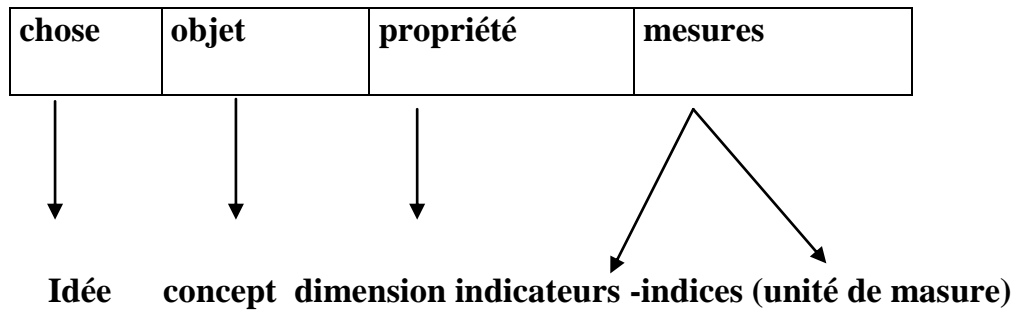 chose objet propriété mesures
Idée concept dimension indicateurs -indices (unité de masure)